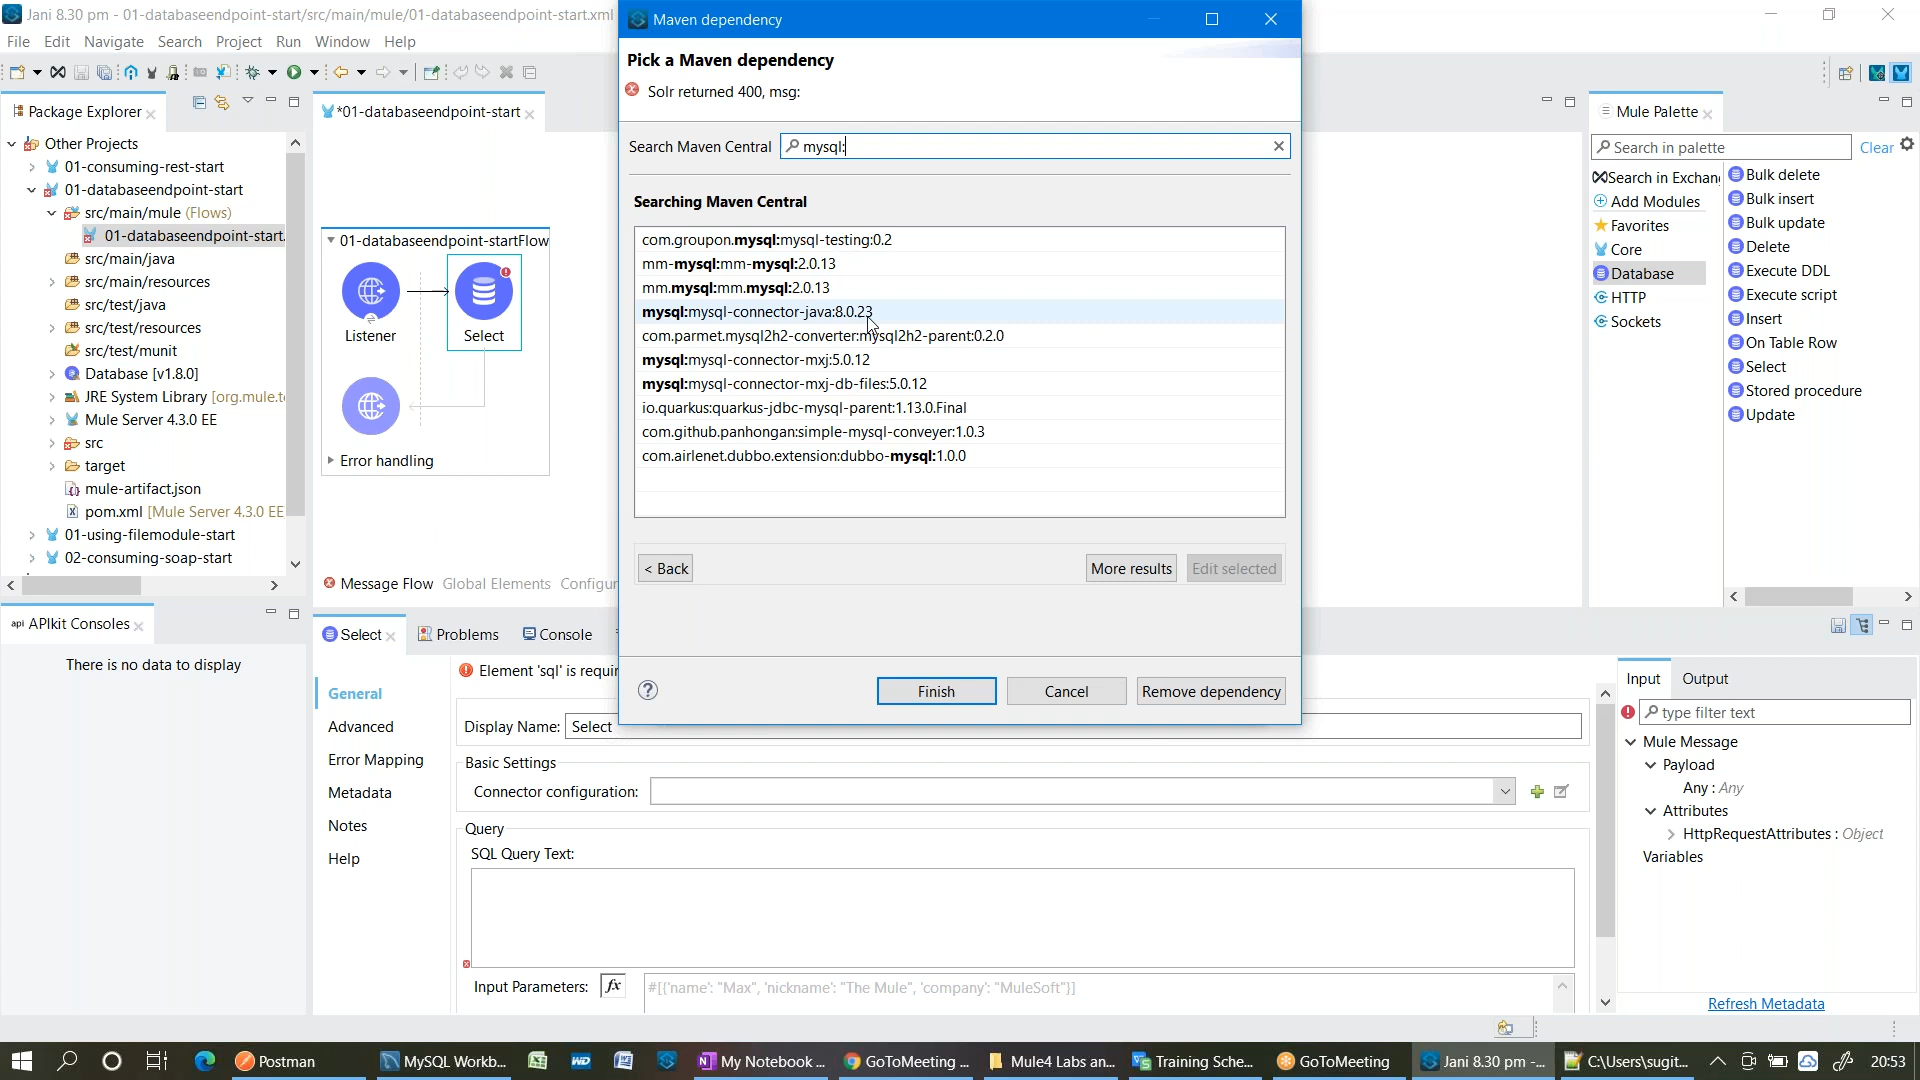 Jani 8.30 pm - 01-databaseendpoint-start/src/main/mule/01-databaseendpoint-start.xml
File Edit Navigate Search Project Run Window Help
Package Explorer
Other Projects
01-consuming-rest-start
01-databaseendpoint-start
src/main/mule (Flows)
01-databaseendpoint-start.
src/main/java
src/main/resources
src/test/java
src/test/resources
src/test/munit
Database [v1.8.0]
JRE System Library [org.mule.t
Mule Server 4.3.0 EE
src
target
mule-artifact.json
pom.xml [Mule Server 4.3.0 EE
01-using-filemodule-start
02-consuming-soap-start
api APIkit Consoles
There is no data to display
*01-databaseendpoint-start
01-databaseendpoint-startFlow
Listener
Select
Error handling
Message Flow Global Elements Configur
Maven dependency
Pick a Maven dependency
Solr returned 400, msg:
Search Maven Central
mysql:
Searching Maven Central
com.groupon.mysql:mysql-testing:0.2
mm-mysql:mm-mysql:2.0.13
mm.mysql:mm.mysql:2.0.13
mysql:mysql-connector-java:8.0.23
com.parmet.mysql2h2-converter:mysql2h2-parent:0.2.0
mysql:mysql-connector-mxj:5.0.12
mysql:mysql-connector-mxj-db-files:5.0.12
io.quarkus:quarkus-jdbc-mysql-parent:1.13.0.Final
com.github.panhongan:simple-mysql-conveyer:1.0.3
com.airlenet.dubbo.extension:dubbo-mysql:1.0.0
< Back
More results
Edit selected
Finish
Cancel
Remove dependency
Mule Palette
Search in palette
Clear
Search in Exchan
Add Modules
Favorites
Core
Database
HTTP
Sockets
Bulk delete
Bulk insert
Bulk update
Delete
Execute DDL
Execute script
Insert
On Table Row
Select
Stored procedure
Update
Select
Problems
Console
General
Advanced
Error Mapping
Metadata
Notes
Help
Element 'sql' is requir
Display Name: Select
Basic Settings
Connector configuration:
Query
SQL Query Text:
Input Parameters: fx #[{'name': "Max", 'nickname': "The Mule", 'company': "MuleSoft"}]
Input Output
type filter text
Mule Message
Payload
Any : Any
Attributes
HttpRequestAttributes : Object
Variables
Refresh Metadata
Postman
MySQL Workb...
WD
My Notebook ...
GoToMeeting ...
Mule4 Labs an...
Training Sche...
GoToMeeting
Jani 8.30 pm -...
C:\Users\sugit...
20:53